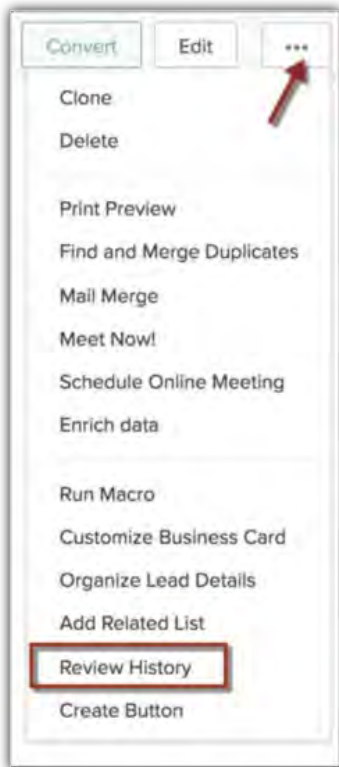 Convert Edit ...
Clone
Delete
Print Preview
Find and Merge Duplicates
Mail Merge
Meet Now!
Schedule Online Meeting
Enrich data
Run Macro
Customize Business Card
Organize Lead Details
Add Related List
Review History
Create Button